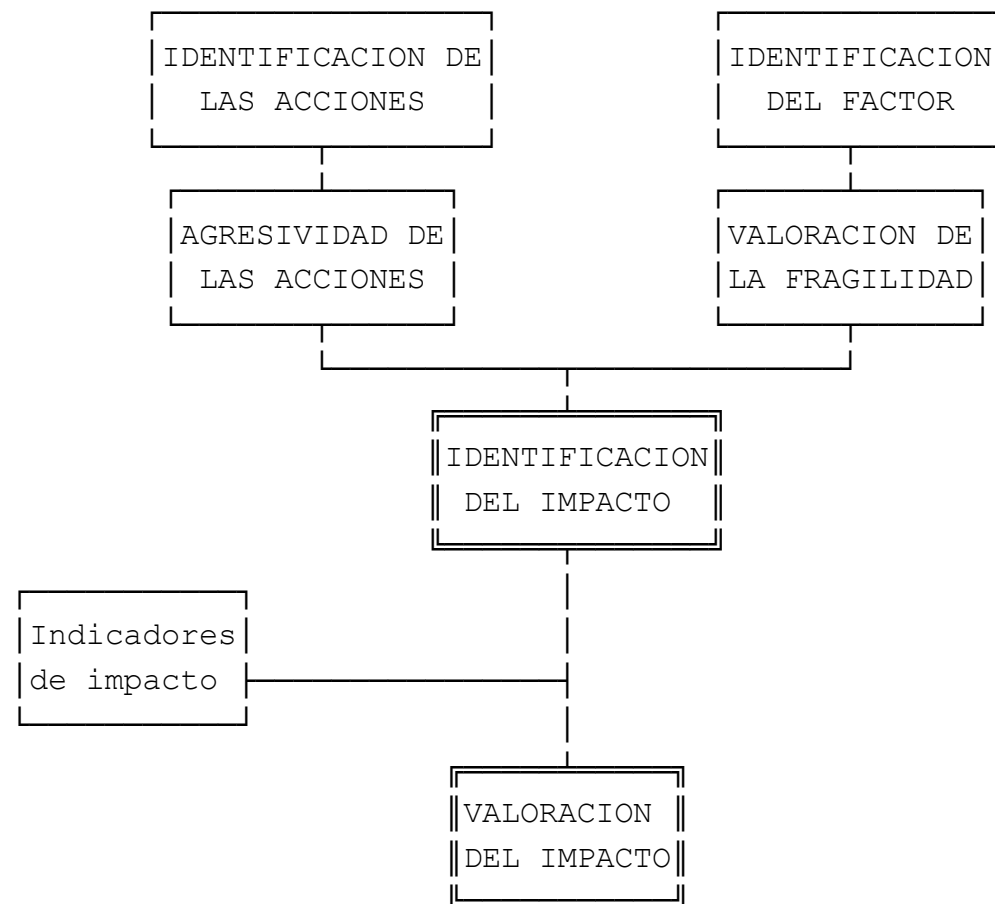 IDENTIFICACION DE
LAS ACCIONES
IDENTIFICACION
DEL FACTOR
AGRESIVIDAD DE
LAS ACCIONES
VALORACION DE
LA FRAGILIDAD
IDENTIFICACION
DEL IMPACTO
Indicadores
de impacto
VALORACION
DEL IMPACTO